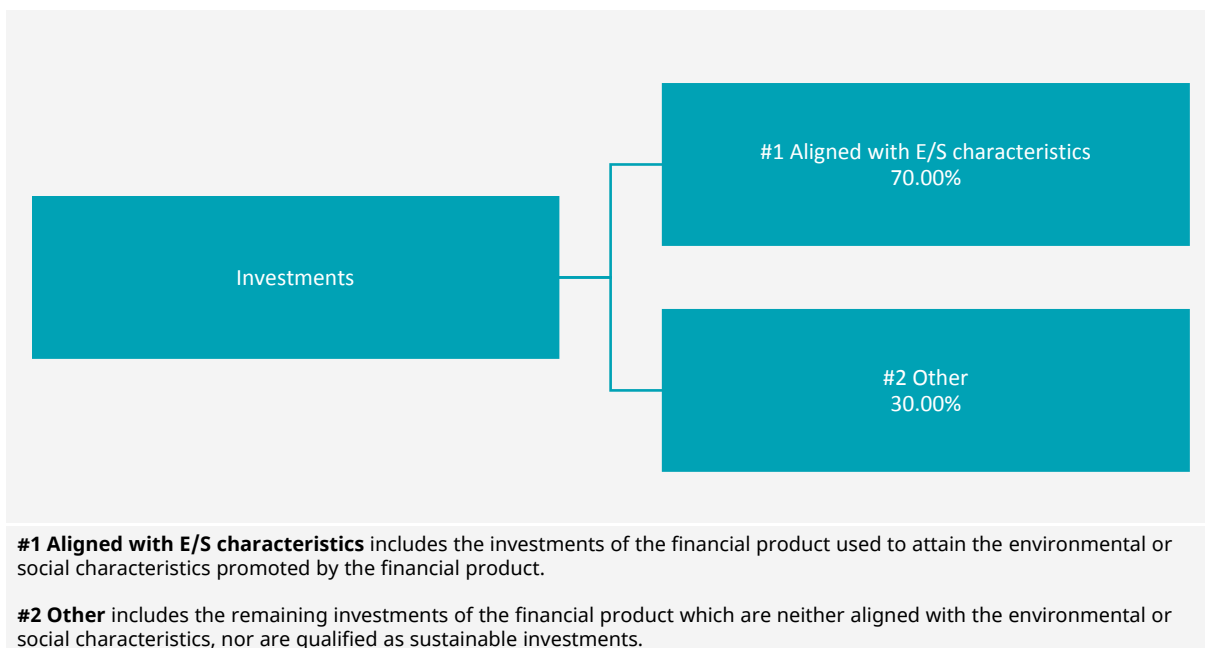 #1 Aligned with E/S characteristics
70.00%
Investments
#2 Other
30.00%
#1 Aligned with E/S characteristics includes the investments of the financial product used to attain the environmental or
social characteristics promoted by the financial product.
#2 Other includes the remaining investments of the financial product which are neither aligned with the environmental or
social characteristics, nor are qualified as sustainable investments.